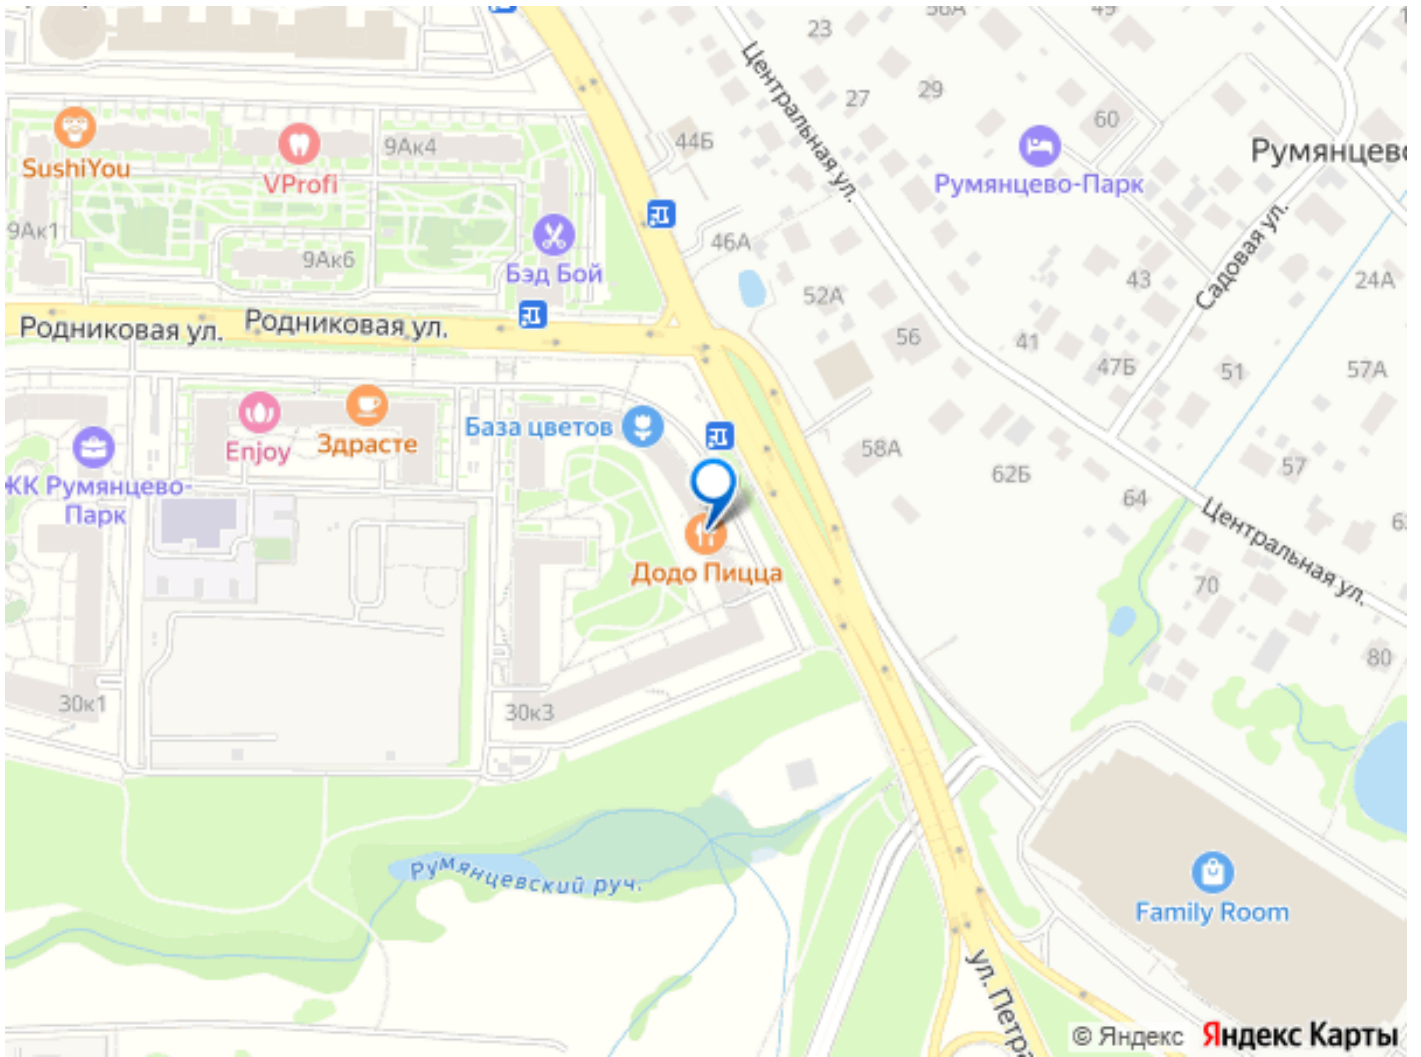 23
49
Центральная ул.
27
29
60
44Б
9Ак4
SushiYou
VProfi
Румянцево-Парк
9Ак1
46А
9Ак6
Бэд Бой
43
Садовая ул.
24А
52А
Родниковая ул.
Родниковая ул.
56
41
47Б
51
57А
База цветов
Enjoy
Здрасте
58А
62Б
57
64
ЖК Румянцево-
Парк
Центральная ул.
Додо Пицца
70
80
30к1
30к3
Румянцевский руч.
Family Room
ул.
© Яндекс
Яндекс Карты